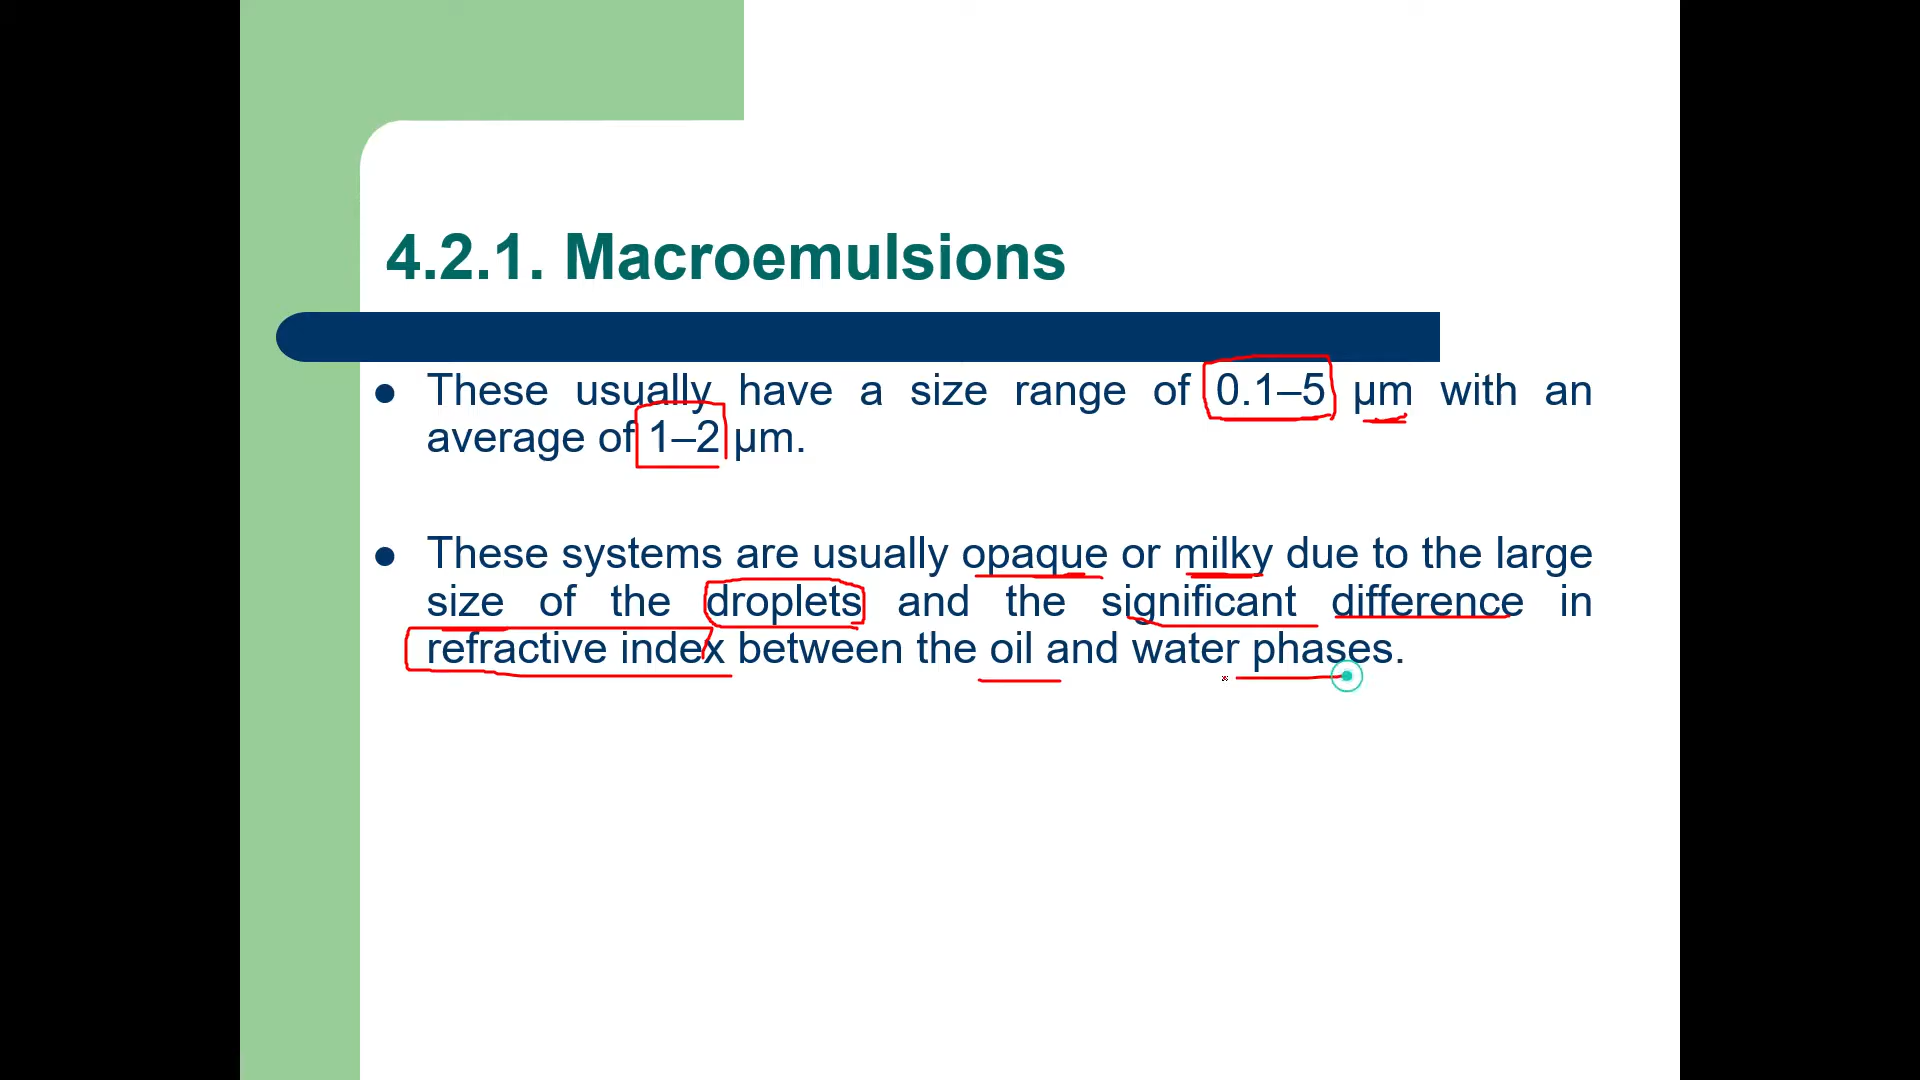 4.2.1. Macroemulsions
These usually have a size range of 0.1–5 μm with an
average of 1–2 μm.
These systems are usually opaque or milky due to the large
size of the droplets and the significant difference in
refractive index between the oil and water phases.